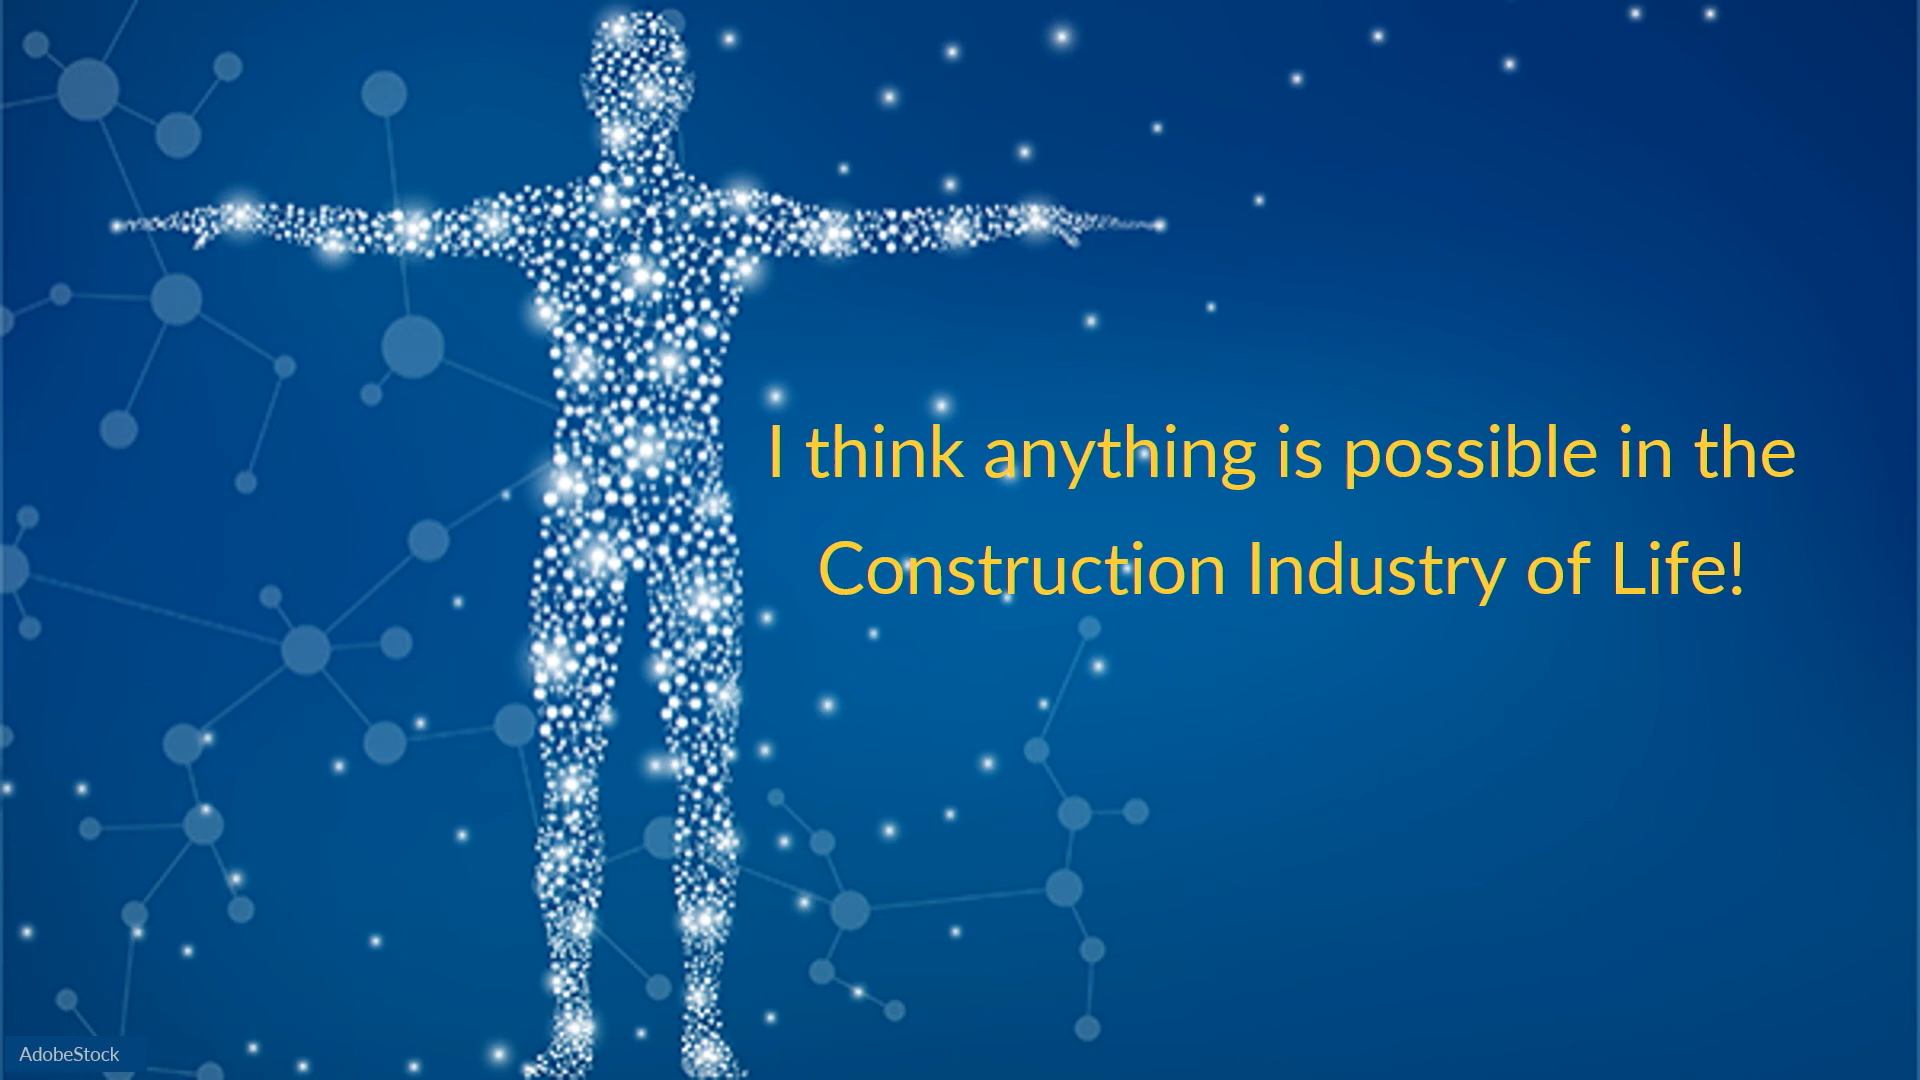 I think anything is possible in the
Construction Industry of Life!
AdobeStock